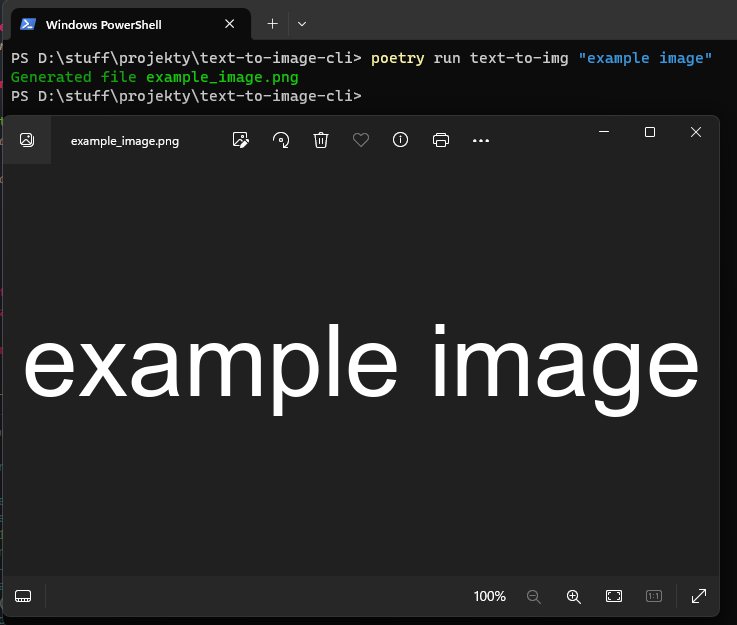 Windows PowerShell
PS D:\stuff\projekty\text-to-image-cli> poetry run text-to-img "example image"
Generated file example_image.png
PS D:\stuff\projekty\text-to-image-cli>
example_image.png
example image
100%
1:1